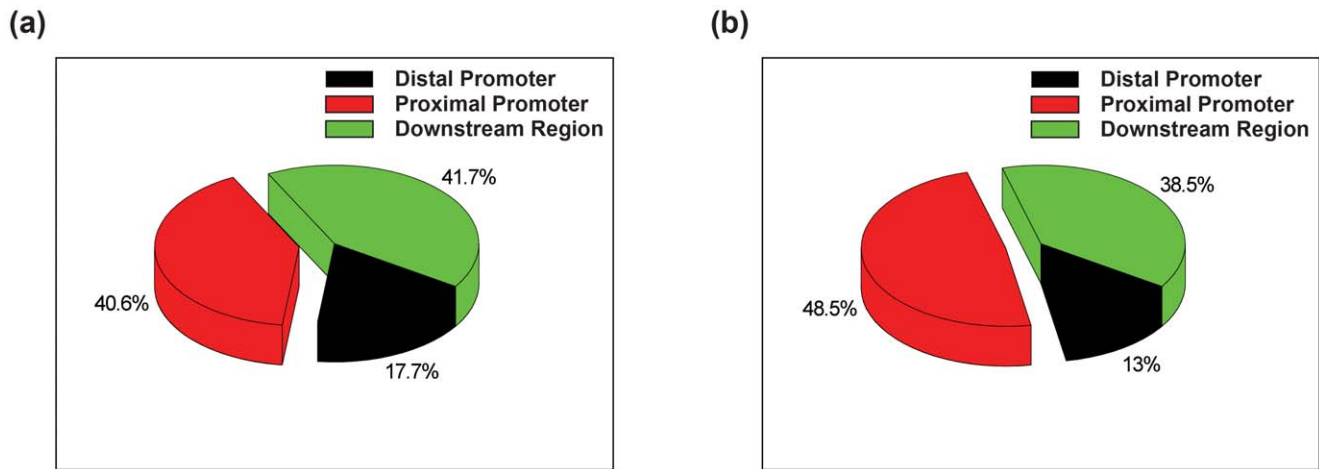 (a)
Distal Promoter
Proximal Promoter
Downstream Region
41.7%
40.6%
17.7%
(b)
Distal Promoter
Proximal Promoter
Downstream Region
38.5%
48.5%
13%